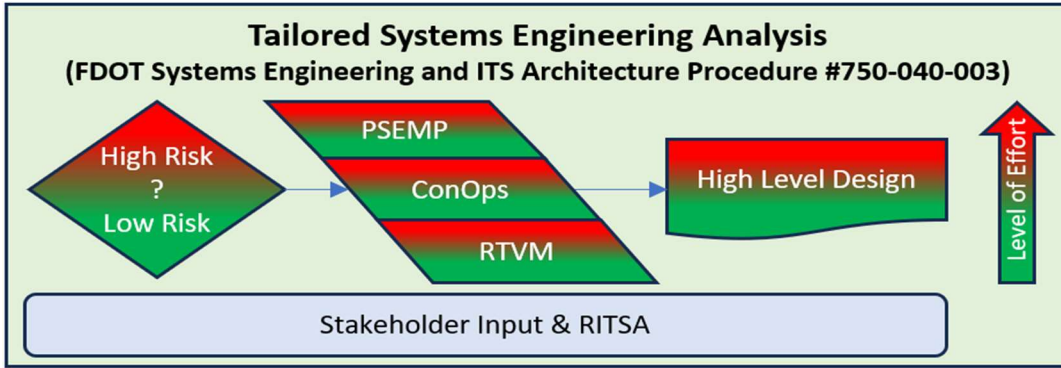 Tailored Systems Engineering Analysis
(FDOT Systems Engineering and ITS Architecture Procedure #750-040-003)
High Risk
?
Low Risk
PSEMP
ConOps
RTVM
High Level Design
Level of Effort
Stakeholder Input & RITSA